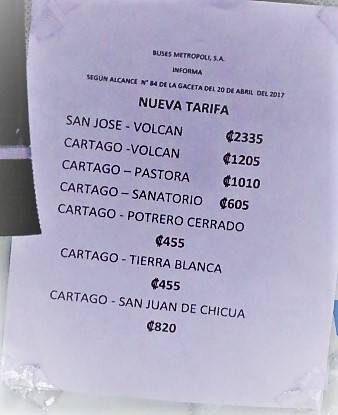 BUSES METROPOLI, S.A.
INFORMA
SEGÚN ALCANCE N° 84 DE LA GACETA DEL 20 DE ABRIL DEL 2017
NUEVA TARIFA
SAN JOSE - VOLCAN ₡2335
CARTAGO -VOLCAN ₡1205
CARTAGO – PASTORA ₡1010
CARTAGO – SANATORIO ₡605
CARTAGO - POTRERO CERRADO
₡455
CARTAGO - TIERRA BLANCA
₡455
CARTAGO - SAN JUAN DE CHICUA
₡820